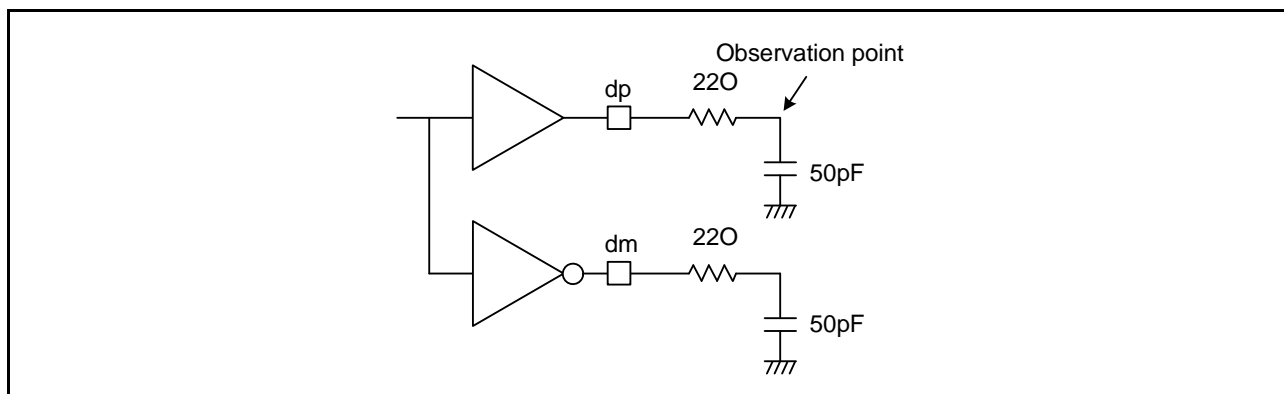 Observation point
dp
22O
50pF
dm
22O
50pF